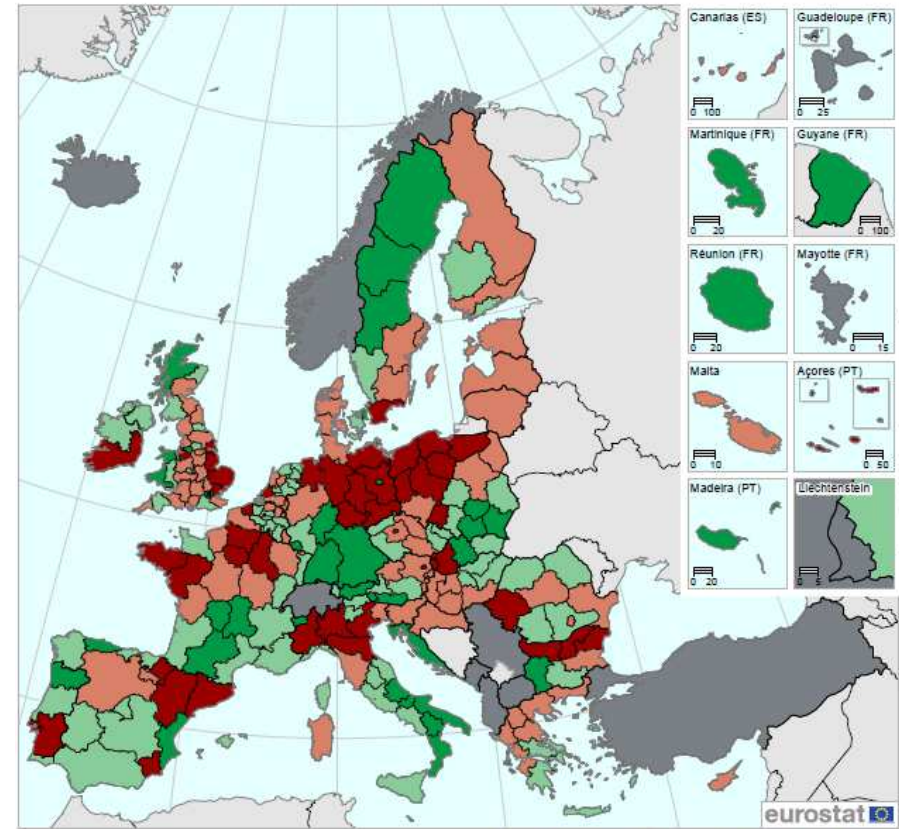 Canarias (ES)
0 100
Guadeloupe (FR)
0 25
Martinique (FR)
0 20
Guyane (FR)
0 100
Réunion (FR)
0 20
Mayotte (FR)
0 15
Malta
0 10
Açores (PT)
0 50
Madeira (PT)
0 20
Liechtenstein
0 5
eurostat